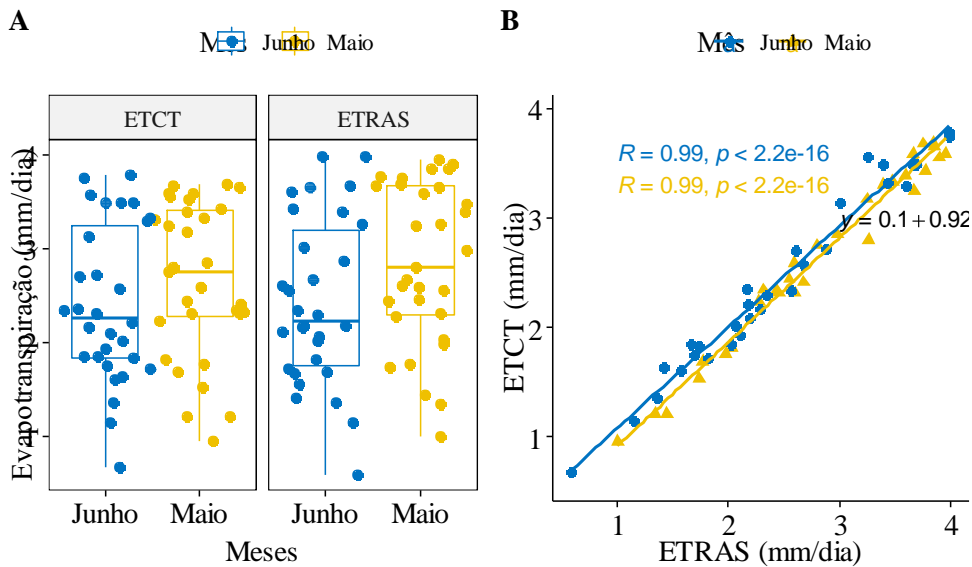 A
Mês Junho Maio
ETCT ETRAS
Evapotranspiração (mm/dia)
4
3
2
1
Junho Maio Junho Maio
Meses
B
Mês Junho Maio
R = 0.99, p < 2.2e-16
R = 0.99, p < 2.2e-16
y = 0.1 + 0.92
ETCT (mm/dia)
4
3
2
1
1 2 3 4
ETRAS (mm/dia)